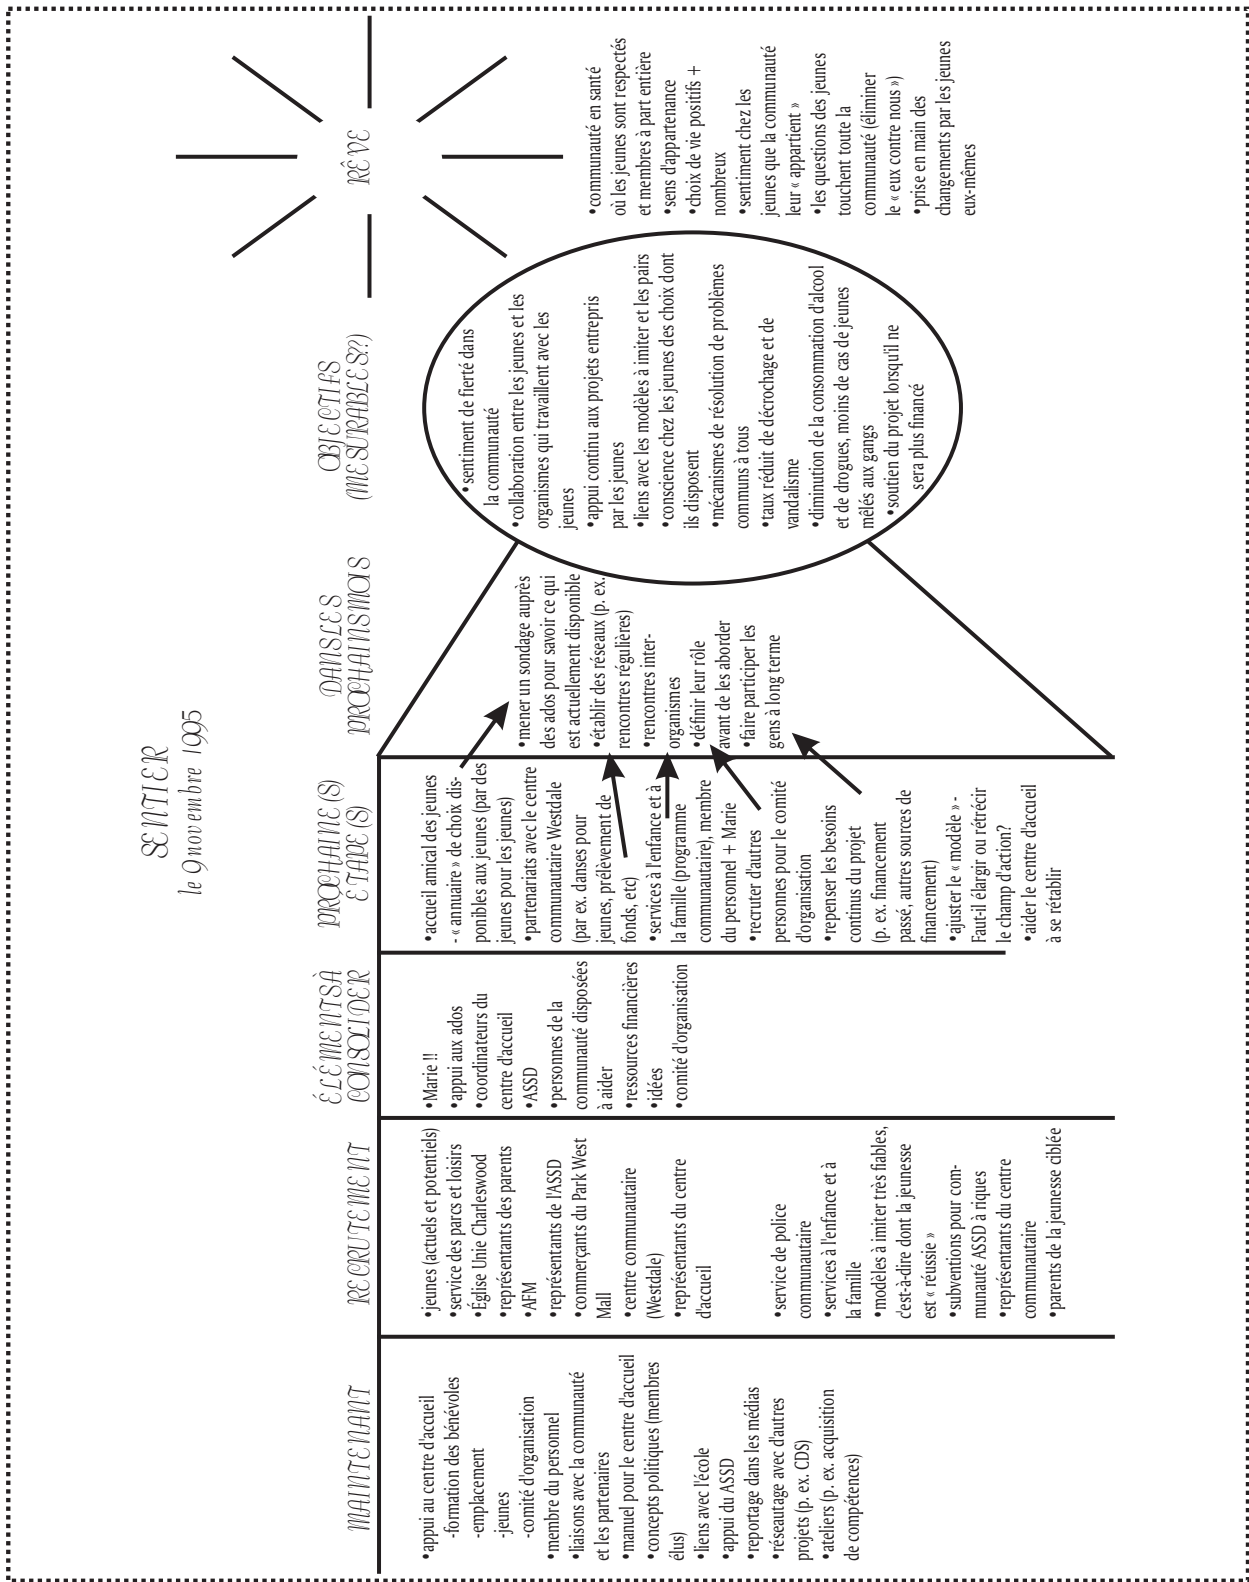 SENTIER
le 9 novembre 1995
MAINTENANT
•appui au centre d'accueil
-formation des bénévoles
-emplacement
-jeunes
-comité d'organisation
•membre du personnel
•liaisons avec la communauté
et les partenaires
•manuel pour le centre d'accueil
•concepts politiques (membres
élus)
•liens avec l'école
•appui du ASSD
•reportage dans les médias
•réseautage avec d'autres
projets (p. ex. CDS)
•ateliers (p. ex. acquisition
de compétences)
RECRUTEMENT
•jeunes (actuels et potentiels)
•service des parcs et loisirs
•Église Unie Charleswood
•représentants des parents
•AFM
•représentants de l'ASSD
•commerçants du Park West
Mall
•centre communautaire
(Westdale)
•représentants du centre
d'accueil
•service de police
communautaire
•services à l'enfance et à
la famille
•modèles à imiter très fiables,
c'est-à-dire dont la jeunesse
est « réussie »
•subventions pour com-
munauté ASSD à riques
•représentants du centre
communautaire
•parents de la jeunesse ciblée
ÉLÉMENTS À
CONSOLIDER
•Marie !!
•appui aux ados
•coordinateurs du
centre d'accueil
•ASSD
•personnes de la
communauté disposées
à aider
•ressources financières
•idées
•comité d'organisation
PROCHAINE(S)
ETAPE(S)
•accueil amical des jeunes
- « annuaire » de choix dis-
ponibles aux jeunes (par des
jeunes pour les jeunes)
•partenariats avec le centre
communautaire Westdale
(par ex. danses pour
jeunes, prélèvement de
fonds, etc)
•services à l'enfance et à
la famille (programme
communautaire), membre
du personnel + Marie
•recruter d'autres
personnes pour le comité
d'organisation
•repenser les besoins
continus du projet
(p. ex. financement
passé, autres sources de
financement)
•ajuster le « modèle » -
Faut-il élargir ou rétrécir
le champ d'action?
•aider le centre d'accueil
à se rétablir
DANS LES
PROCHAINS MOIS
•mener un sondage auprès
des ados pour savoir ce qui
est actuellement disponible
•établir des réseaux (p. ex.
rencontres régulières)
•rencontres inter-
organismes
•définir leur rôle
avant de les aborder
•faire participer les
gens à long terme
OBJECTIFS
(MESURABLES??)
•sentiment de fierté dans
la communauté
•collaboration entre les jeunes et les
organismes qui travaillent avec les
jeunes
•appui continu aux projets entrepris
par les jeunes
•liens avec les modèles à imiter et les pairs
•conscience chez les jeunes des choix dont
ils disposent
•mécanismes de résolution de problèmes
communs à tous
•taux réduit de décrochage et de
vandalisme
•diminution de la consommation d'alcool
et de drogues, moins de cas de jeunes
mêlés aux gangs
•soutien du projet lorsqu'il ne
sera plus financé
RÊVE
•communauté en santé
où les jeunes sont respectés
et membres à part entière
•sens d'appartenance
•choix de vie positifs +
nombreux
•sentiment chez les
jeunes que la communauté
leur « appartient »
•les questions des jeunes
touchent toute la
communauté (éliminer
le « eux contre nous »)
•prise en main des
changements par les jeunes
eux-mêmes